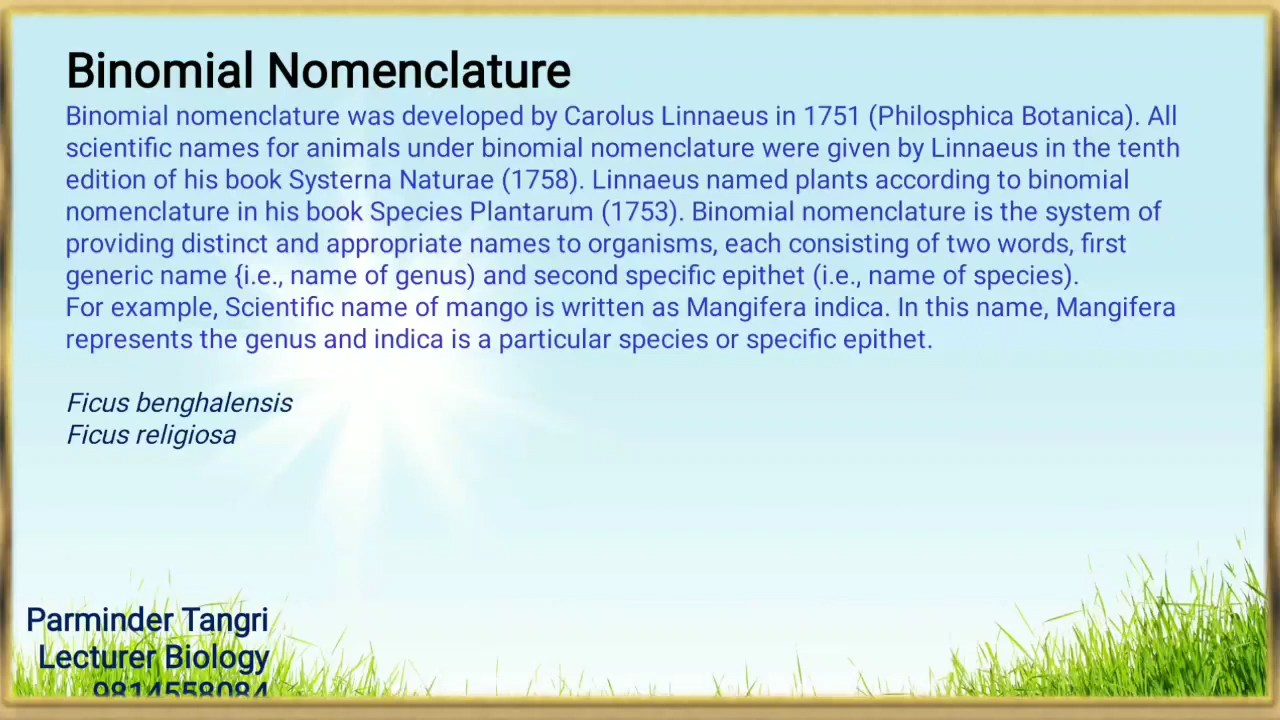 Binomial Nomenclature
Binomial nomenclature was developed by Carolus Linnaeus in 1751 (Philosphica Botanica). All
scientific names for animals under binomial nomenclature were given by Linnaeus in the tenth
edition of his book Systerna Naturae (1758). Linnaeus named plants according to binomial
nomenclature in his book Species Plantarum (1753). Binomial nomenclature is the system of
providing distinct and appropriate names to organisms, each consisting of two words, first
generic name {i.e., name of genus) and second specific epithet (i.e., name of species).
For example, Scientific name of mango is written as Mangifera indica. In this name, Mangifera
represents the genus and indica is a particular species or specific epithet.
Ficus benghalensis
Ficus religiosa
Parminder Tangri
Lecturer Biology
9814558084